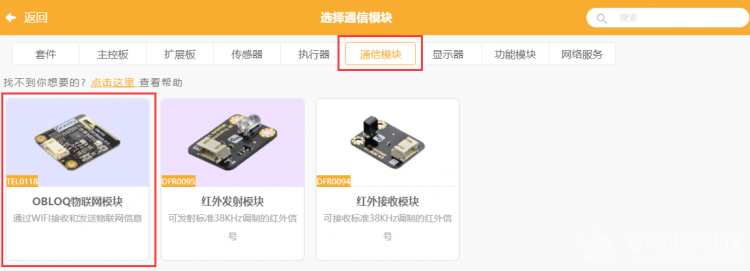 返回
选择通信模块
搜索
套件 主控板 扩展板 传感器 执行器 通信模块 显示器 功能模块 网络服务
找不到你想要的? 点击这里 查看帮助
TEL0118 DFR0095 DFR0094
OBLOQ物联网模块 红外发射模块 红外接收模块
通过WIFI接收和发送物联网信息 可发射标准38KHz调制的红外信 可接收标准38KHz调制的红外信
号 号